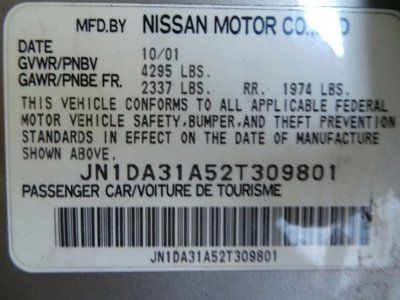 MFD.BY NISSAN MOTOR CO.,LTD
DATE 10/01
GVWR/PNBV 4295 LBS.
GAWR/PNBE FR. 2337 LBS. RR. 1974 LBS.
THIS VEHICLE CONFORMS TO ALL APPLICABLE FEDERAL
MOTOR VEHICLE SAFETY,BUMPER,AND THEFT PREVENTION
STANDARDS IN EFFECT ON THE DATE OF MANUFACTURE
SHOWN ABOVE.
JN1DA31A52T309801
PASSENGER CAR/VOITURE DE TOURISME
JN1DA31A52T309801